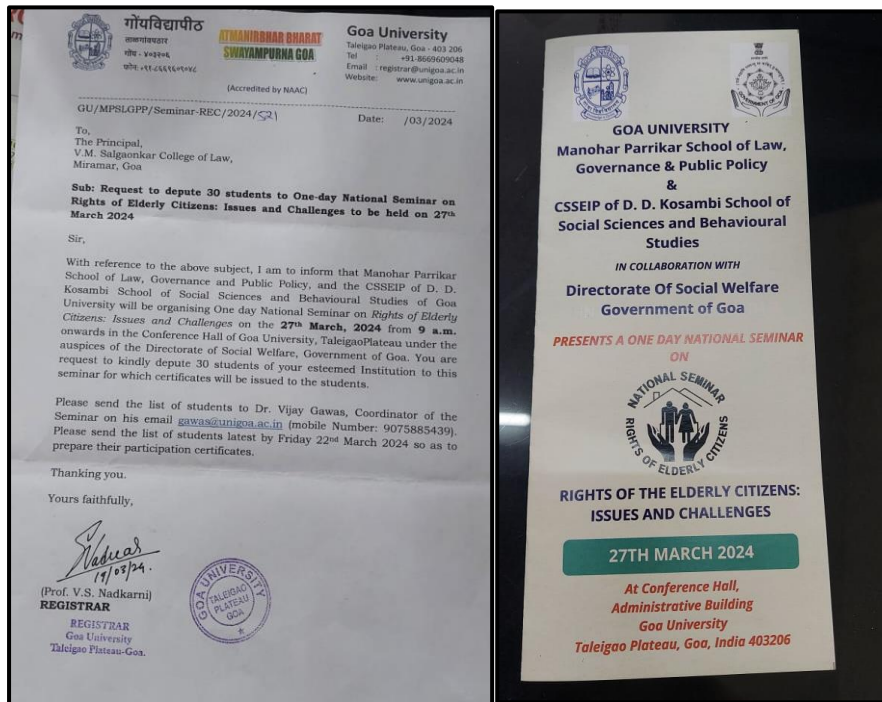 गोंयविद्यापीठ
ताळगांवपठार
गोंय - ४०३२०६
फोन: +९१-८६६९६०९०४८
ATMANIRBHAR BHARAT
SWAYAMPURNA GOA
(Accredited by NAAC)
Goa University
Taleigao Plateau, Goa - 403 206
Tel : +91-8669609048
Email : registrar@unigoa.ac.in
Website: www.unigoa.ac.in
GU/MPSLGPP/Seminar-REC/2024/521
Date: /03/2024
To,
The Principal,
V.M. Salgaonkar College of Law,
Miramar, Goa
Sub: Request to depute 30 students to One-day National Seminar on
Rights of Elderly Citizens: Issues and Challenges to be held on 27th
March 2024
Sir,
With reference to the above subject, I am to inform that Manohar Parrikar
School of Law, Governance and Public Policy, and the CSSEIP of D. D.
Kosambi School of Social Sciences and Behavioural Studies of Goa
University will be organising One day National Seminar on Rights of Elderly
Citizens: Issues and Challenges on the 27th March, 2024 from 9 a.m.
onwards in the Conference Hall of Goa University, TaleigaoPlateau under the
auspices of the Directorate of Social Welfare, Government of Goa. You are
request to kindly depute 30 students of your esteemed Institution to this
seminar for which certificates will be issued to the students.
Please send the list of students to Dr. Vijay Gawas, Coordinator of the
Seminar on his email gawas@unigoa.ac.in (mobile Number: 9075885439).
Please send the list of students latest by Friday 22nd March 2024 so as to
prepare their participation certificates.
Thanking you.
Yours faithfully,
19/03/24.
(Prof. V.S. Nadkarni)
REGISTRAR
REGISTRAR
Goa University
Taleigao Plateau-Goa.
GOA UNIVERSITY
TALEIGAO
PLATEAU
GOA
GOA UNIVERSITY
Manohar Parrikar School of Law,
Governance & Public Policy
&
CSSEIP of D. D. Kosambi School of
Social Sciences and Behavioural
Studies
IN COLLABORATION WITH
Directorate Of Social Welfare
Government of Goa
PRESENTS A ONE DAY NATIONAL SEMINAR
ON
NATIONAL SEMINAR
RIGHTS OF ELDERLY CITIZENS
RIGHTS OF THE ELDERLY CITIZENS:
ISSUES AND CHALLENGES
27TH MARCH 2024
At Conference Hall,
Administrative Building
Goa University
Taleigao Plateau, Goa, India 403206